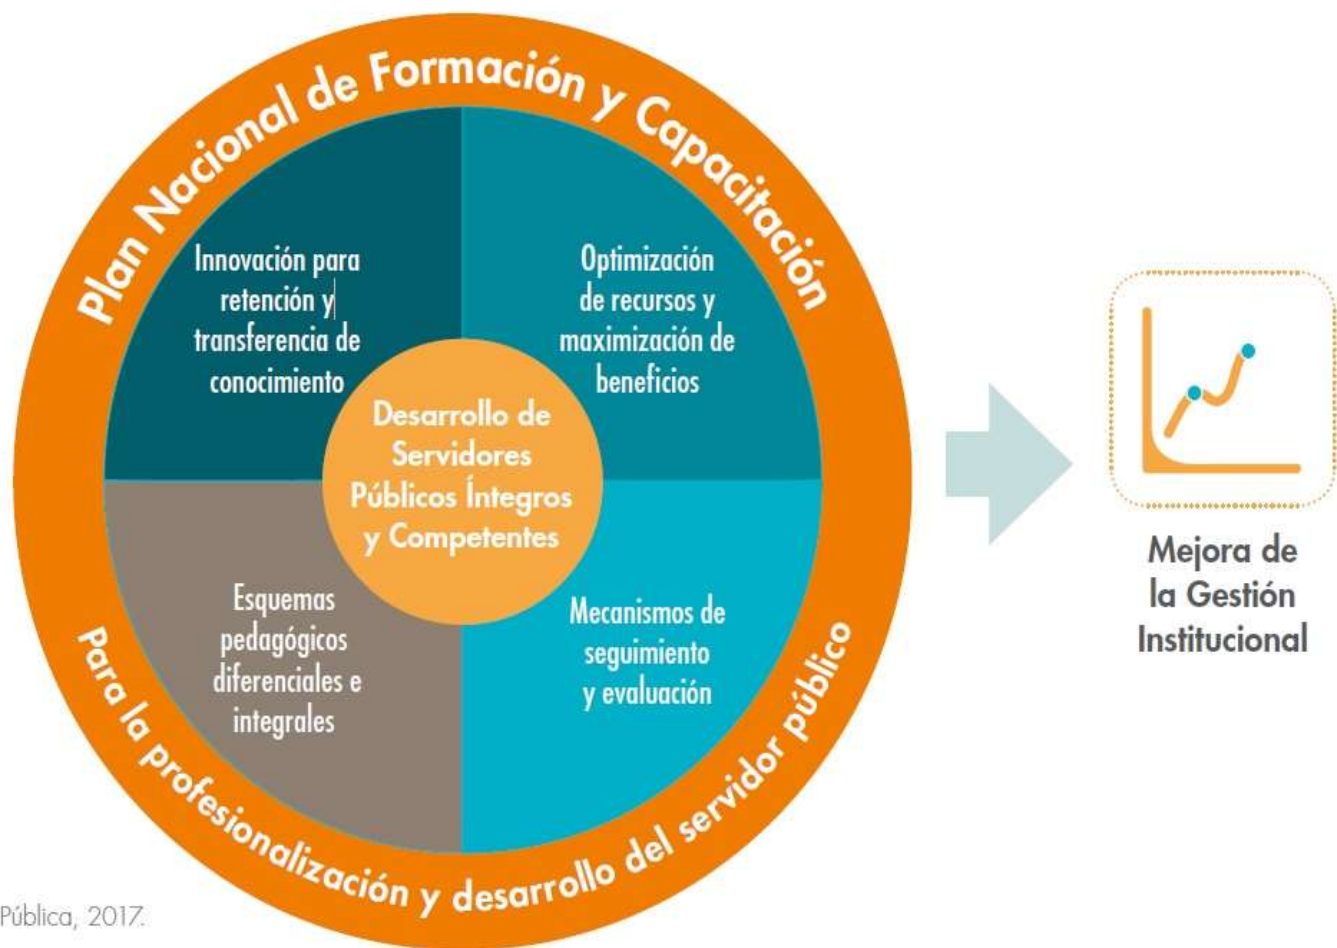 Plan Nacional de Formación y Capacitación
Innovación para
retención y
transferencia de
conocimiento
Optimización
de recursos y
maximización de
beneficios
Desarrollo de
Servidores
Públicos Íntegros
y Competentes
Esquemas
pedagógicos
diferenciales e
integrales
Mecanismos de
seguimiento
y evaluación
Para la profesionalización y desarrollo del servidor público
Mejora de
la Gestión
Institucional
Pública, 2017.